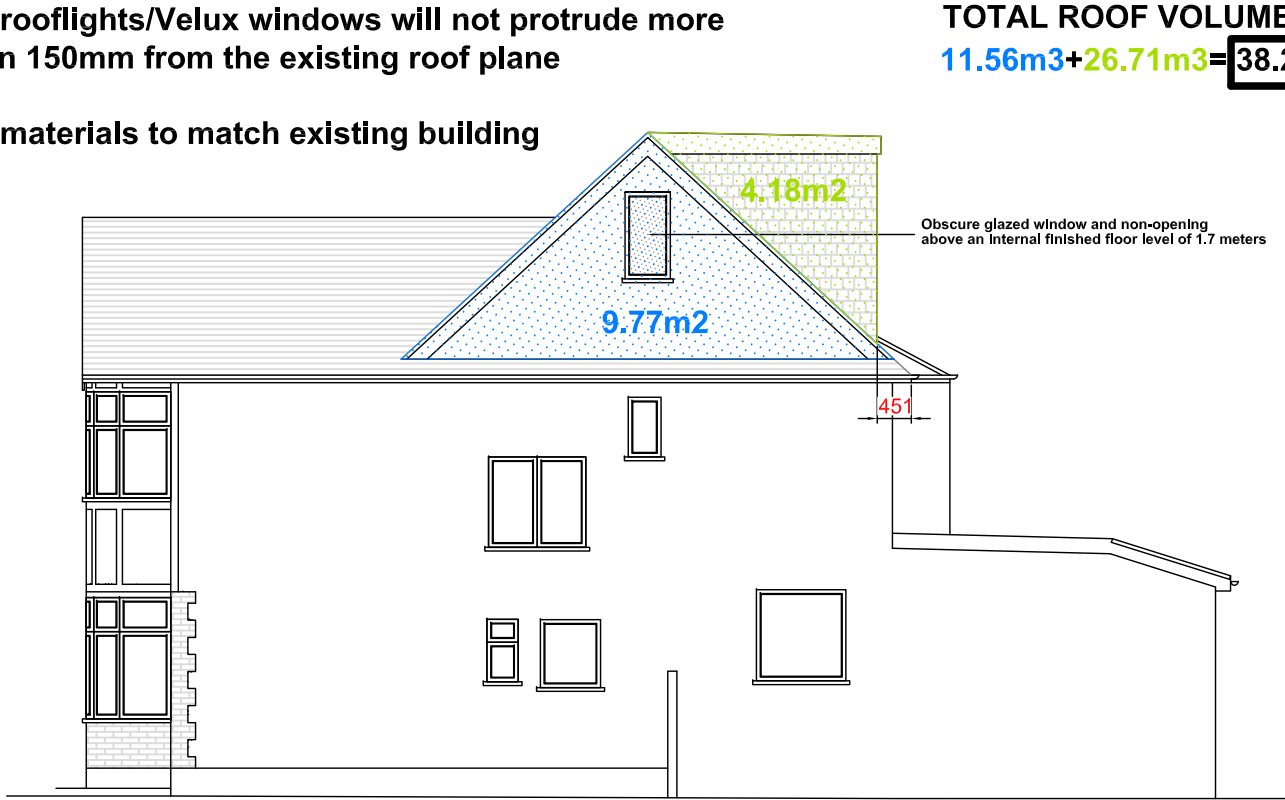 rooflights/Velux windows will not protrude more
n 150mm from the existing roof plane
materials to match existing building
TOTAL ROOF VOLUME
11.56m3+26.71m3=38.2
4.18m2
Obscure glazed window and non-opening
above an internal finished floor level of 1.7 meters
9.77m2
451